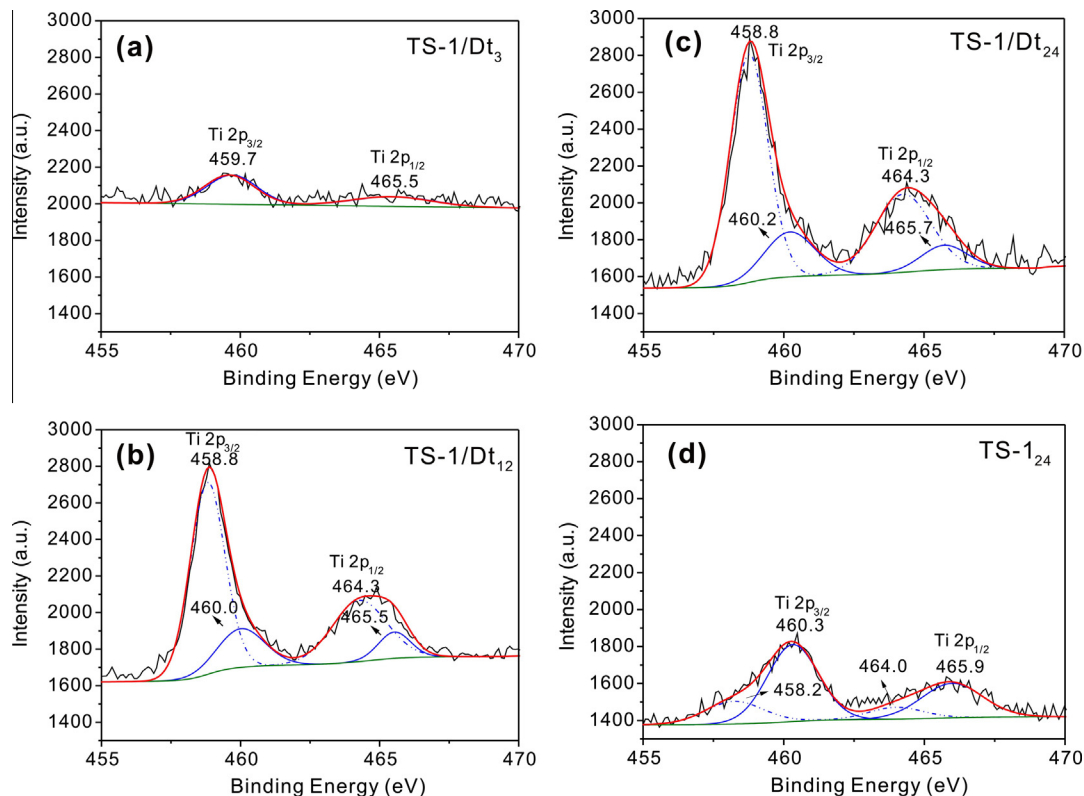 (a)
TS-1/Dt₃
Ti 2p₃/₂
459.7
Ti 2p₁/₂
465.5
3000
2800
2600
2400
2200
2000
1800
1600
1400
Intensity (a.u.)
455
460
465
470
Binding Energy (eV)
(c)
TS-1/Dt₂₄
458.8
Ti 2p₃/₂
Ti 2p₁/₂
464.3
460.2
465.7
3000
2800
2600
2400
2200
2000
1800
1600
1400
Intensity (a.u.)
455
460
465
470
Binding Energy (eV)
(b)
TS-1/Dt₁₂
Ti 2p₃/₂
458.8
Ti 2p₁/₂
464.3
460.0
465.5
3000
2800
2600
2400
2200
2000
1800
1600
1400
Intensity (a.u.)
455
460
465
470
Binding Energy (eV)
(d)
TS-1₂₄
Ti 2p₃/₂
460.3
Ti 2p₁/₂
464.0
465.9
458.2
3000
2800
2600
2400
2200
2000
1800
1600
1400
Intensity (a.u.)
455
460
465
470
Binding Energy (eV)